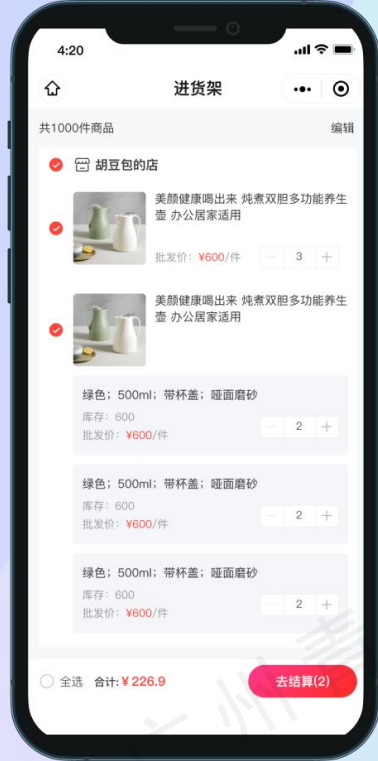 4:20
进货架
共1000件商品 编辑
胡豆包的店
美颜健康喝出来 炖煮双胆多功能养生
壶 办公居家适用
批发价：¥600/件 3
美颜健康喝出来 炖煮双胆多功能养生
壶 办公居家适用
绿色；500ml；带杯盖；哑面磨砂
库存：600
批发价：¥600/件 2
绿色；500ml；带杯盖；哑面磨砂
库存：600
批发价：¥600/件 2
绿色；500ml；带杯盖；哑面磨砂
库存：600
批发价：¥600/件 2
全选 合计:¥226.9 去结算(2)
广州青